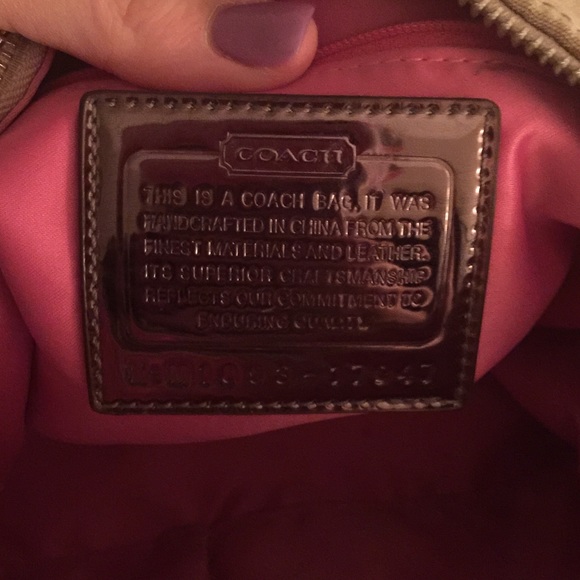 COACH
THIS IS A COACH BAG. IT WAS
HANDCRAFTED IN CHINA FROM THE
FINEST MATERIALS AND LEATHER.
ITS SUPERIOR CRAFTSMANSHIP
REFLECTS OUR COMMITMENT TO
ENDURING QUALITY.